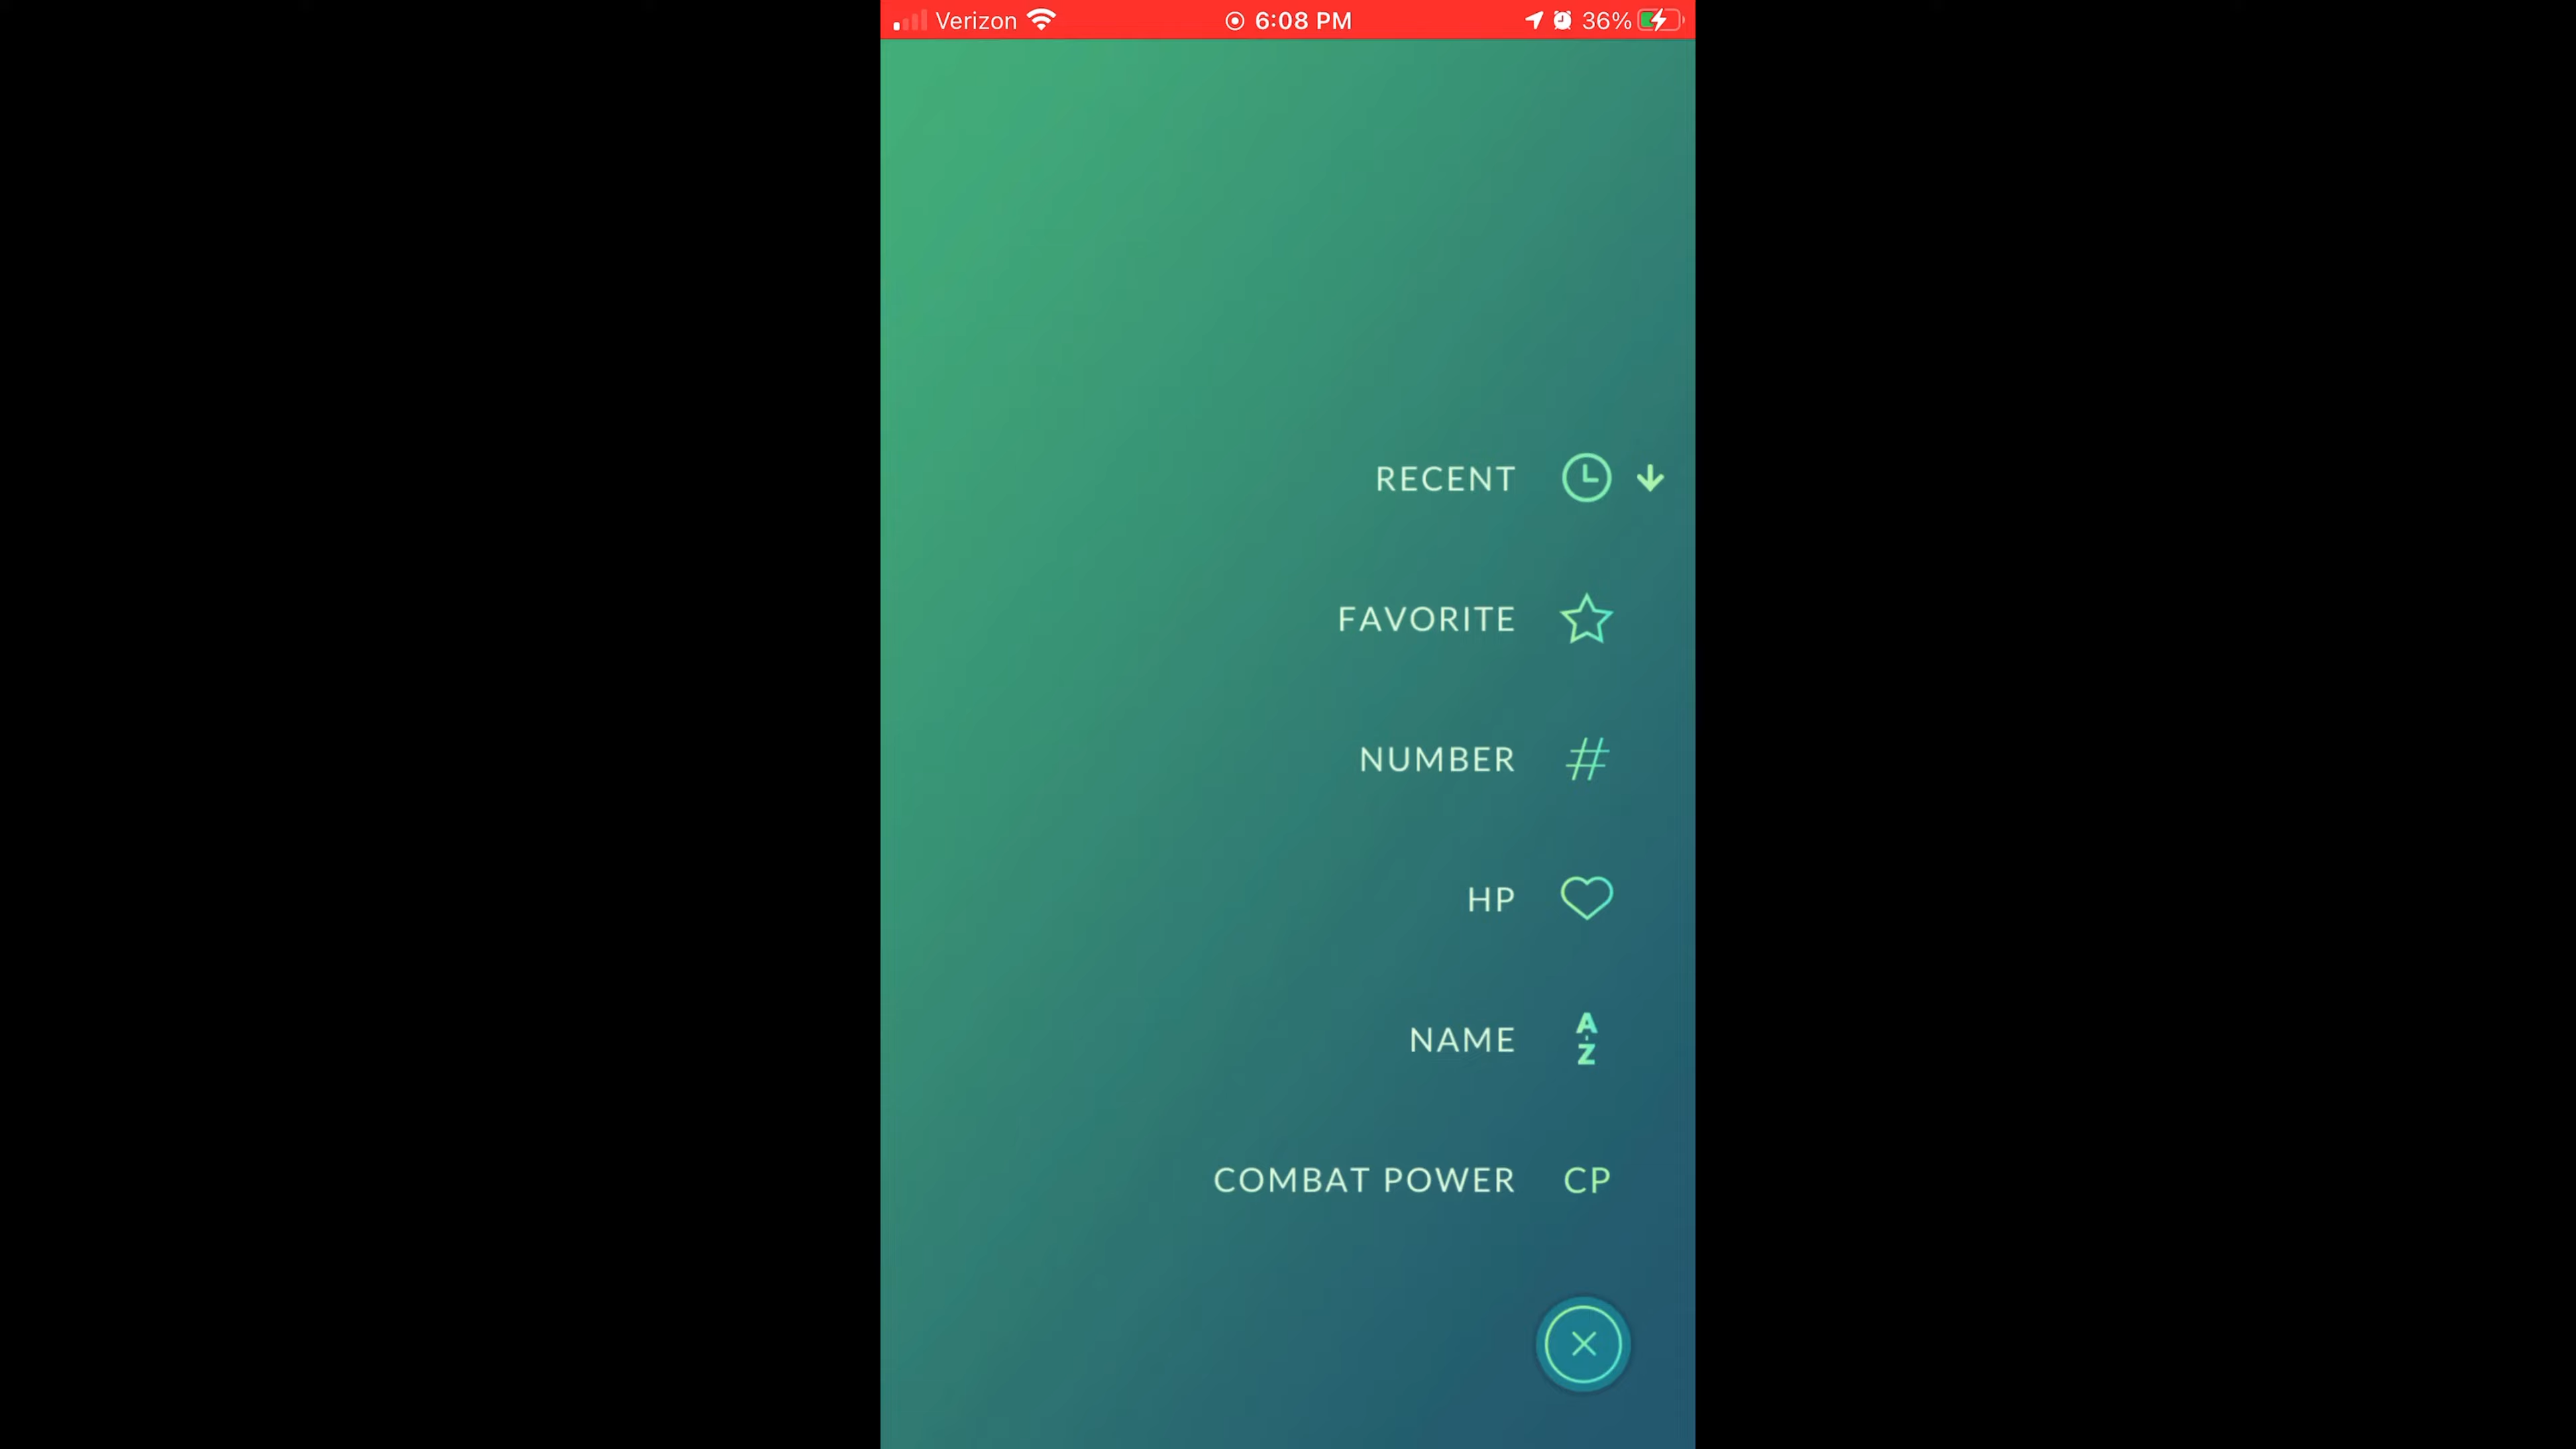 Verizon 6:08 PM 36%
RECENT
FAVORITE
NUMBER #
HP
NAME A-Z
COMBAT POWER CP